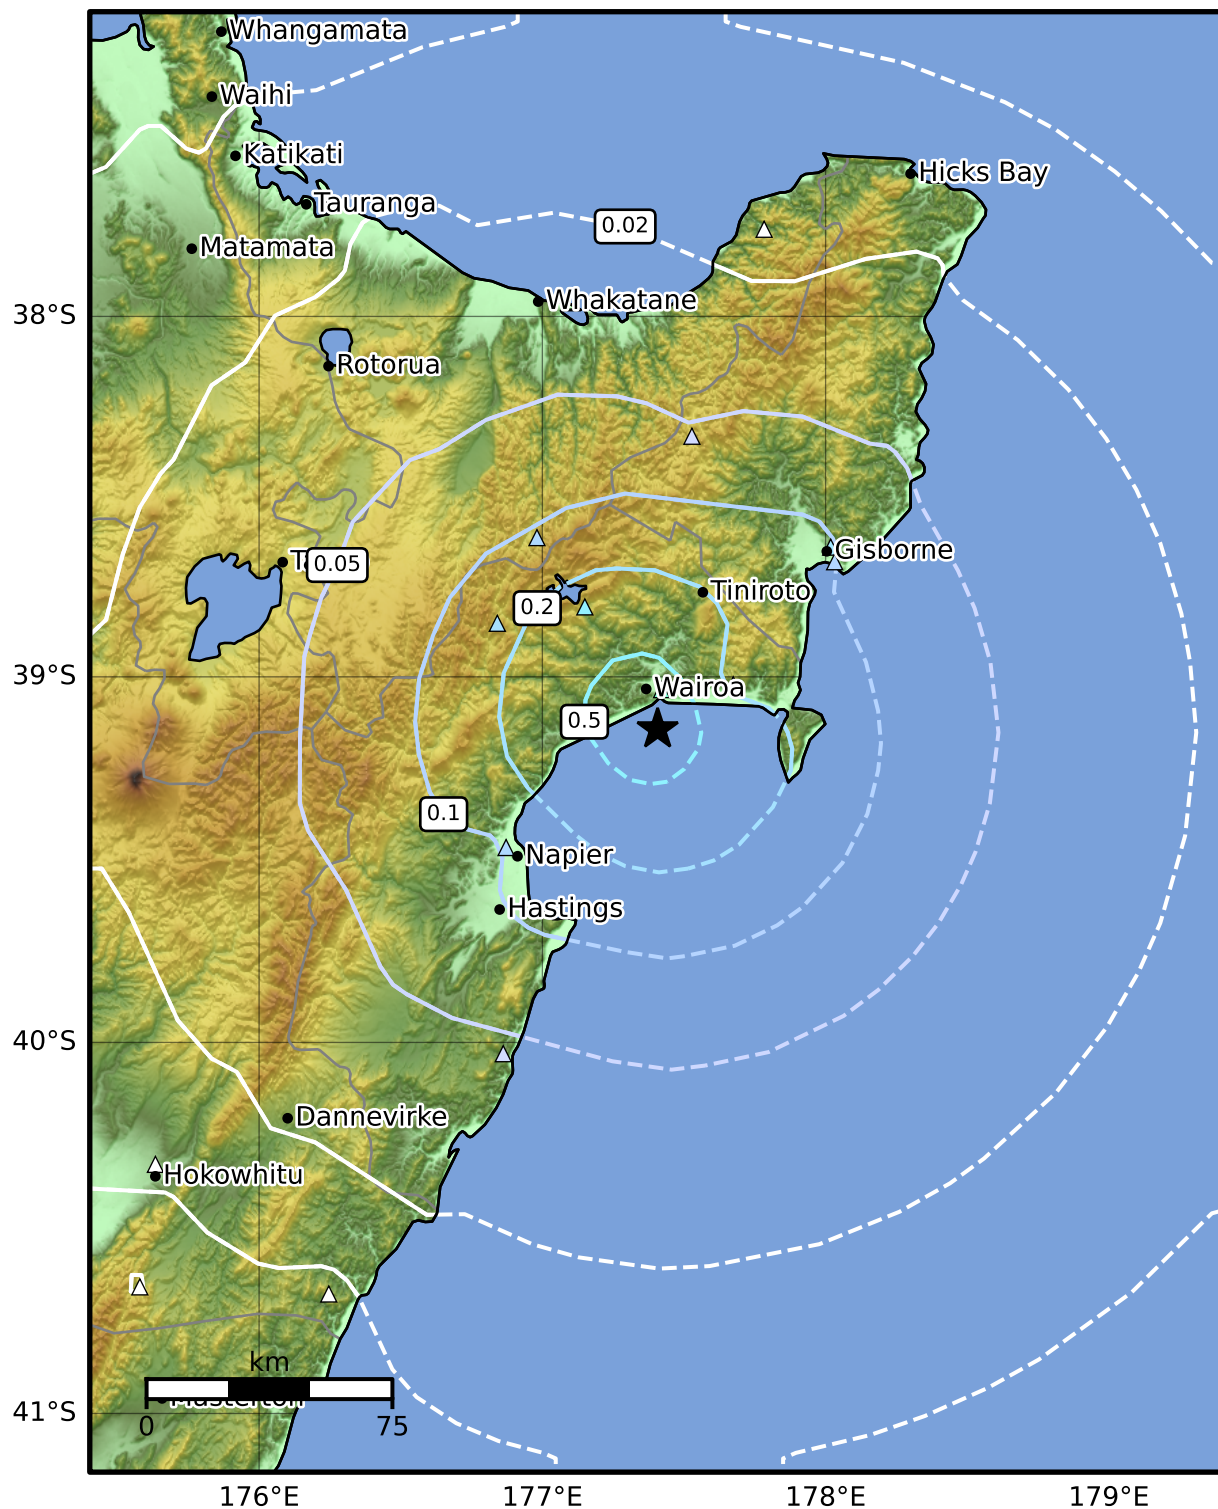 Whangamata
Waihi
Katikati
Tauranga
Hicks Bay
0.02
Matamata
Whakatane
38°S
Rotorua
Gisborne
0.05
Tiniroto
0.2
39°S
Wairoa
0.5
0.1
Napier
Hastings
40°S
Dannevirke
Hokowhitu
km
41°S
0 75
176°E 177°E 178°E 179°E